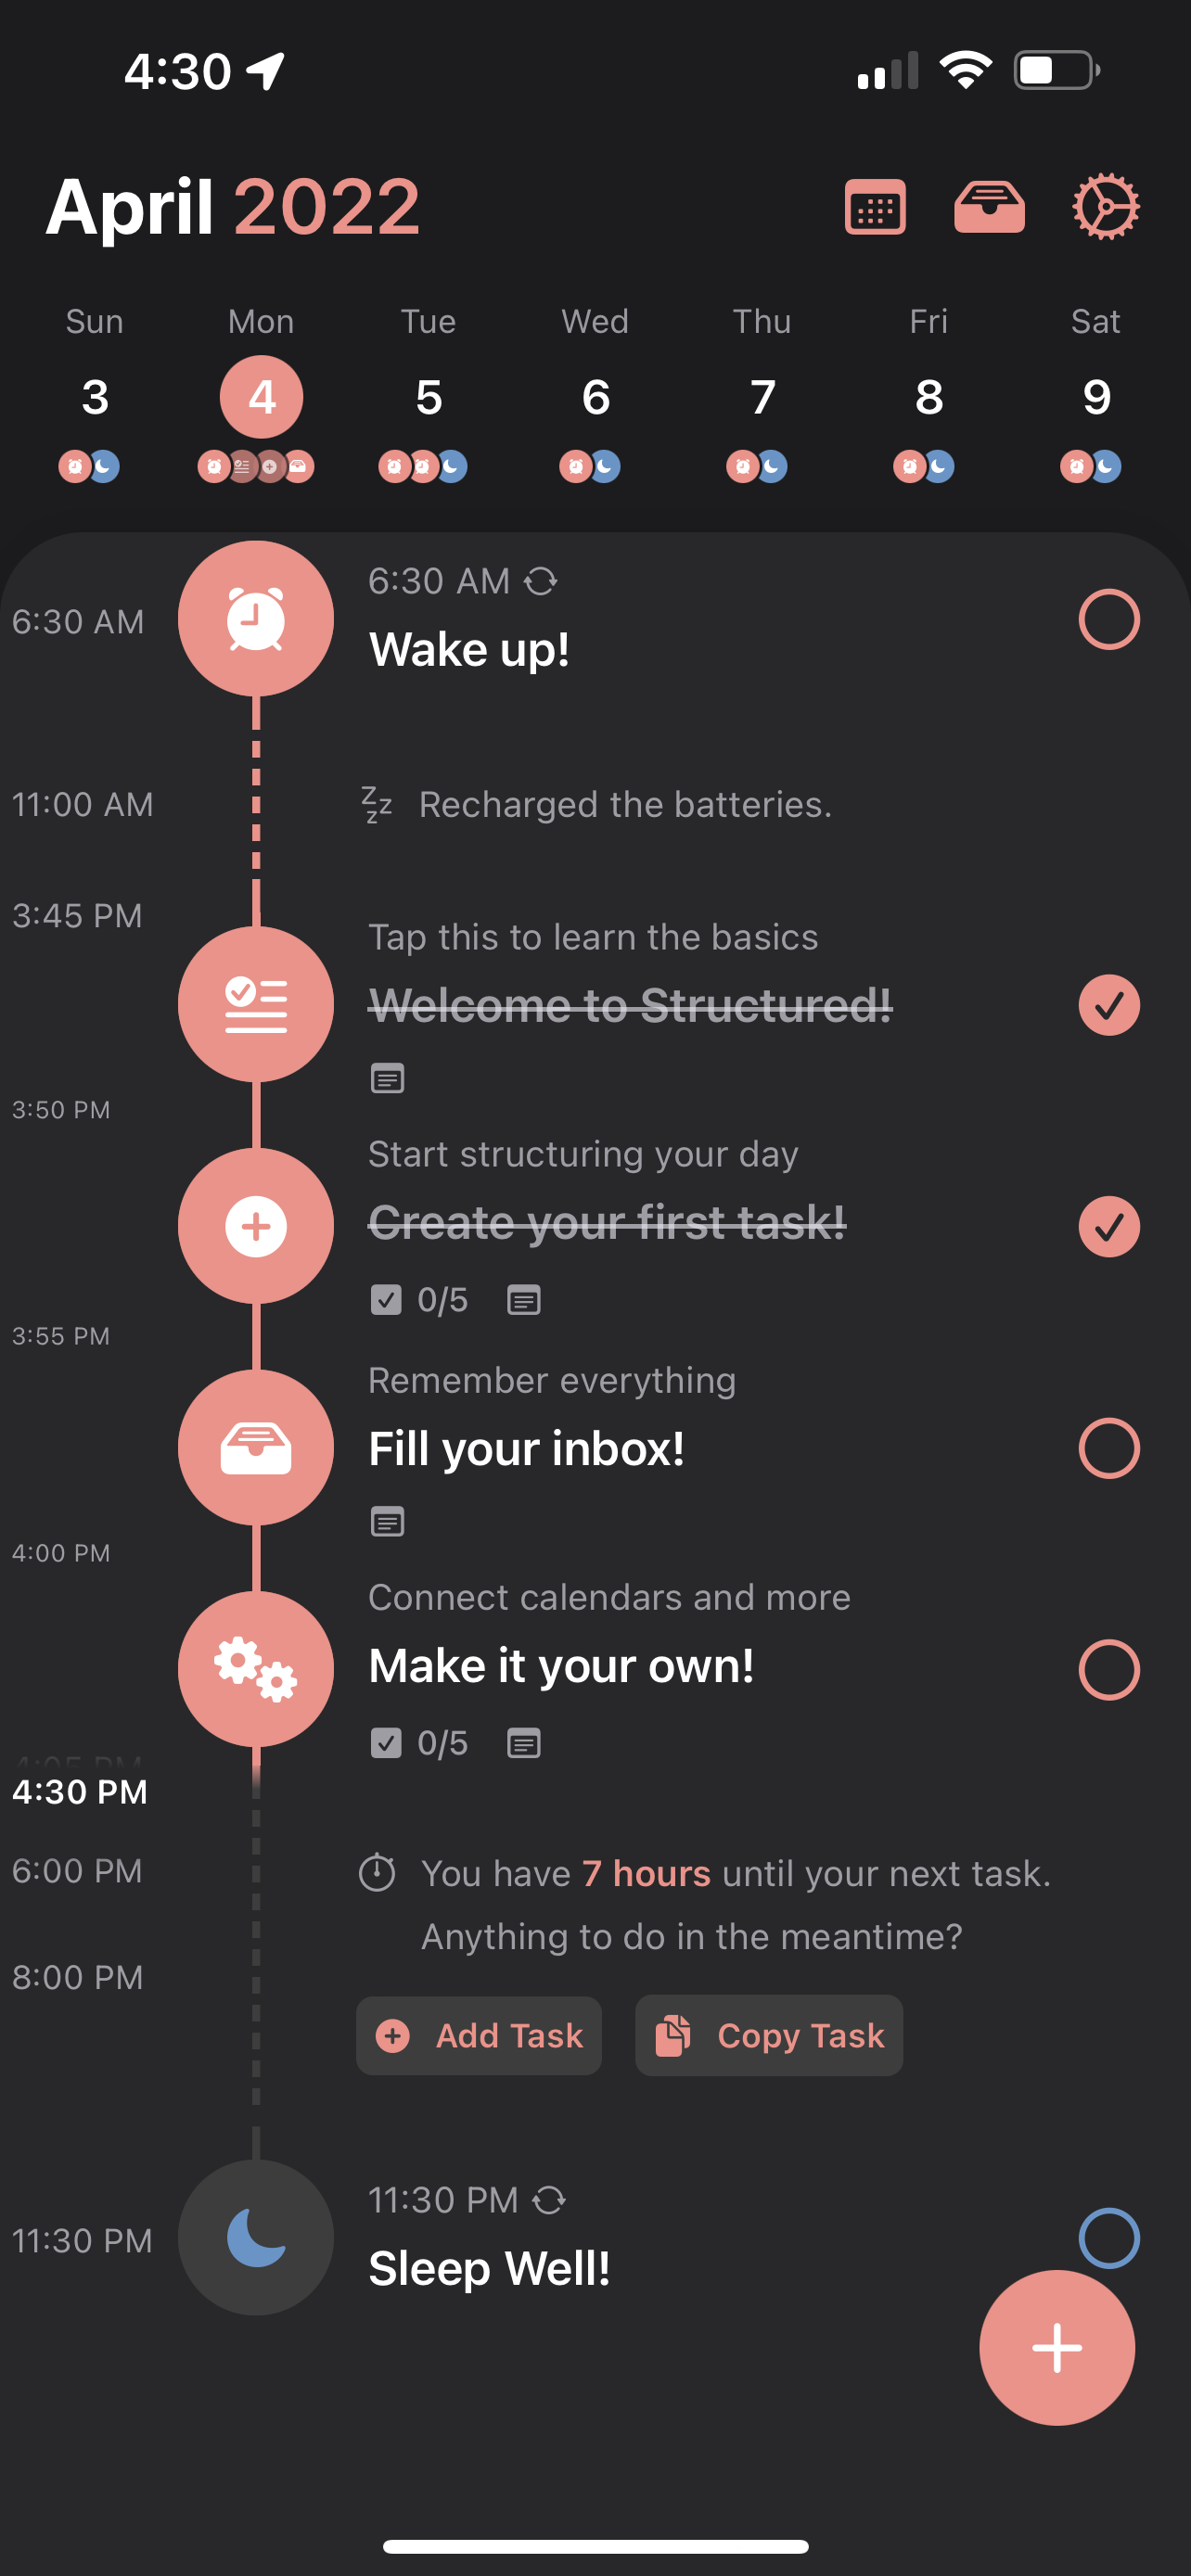 4:30
April 2022
Sun Mon Tue Wed Thu Fri Sat
3 4 5 6 7 8 9
6:30 AM
6:30 AM
Wake up!
11:00 AM
zzz Recharged the batteries.
3:45 PM
Tap this to learn the basics
Welcome to Structured!
3:50 PM
Start structuring your day
Create your first task!
0/5
3:55 PM
Remember everything
Fill your inbox!
4:00 PM
Connect calendars and more
Make it your own!
0/5
4:05 PM
4:30 PM
6:00 PM
You have 7 hours until your next task.
Anything to do in the meantime?
8:00 PM
Add Task
Copy Task
11:30 PM
11:30 PM
Sleep Well!